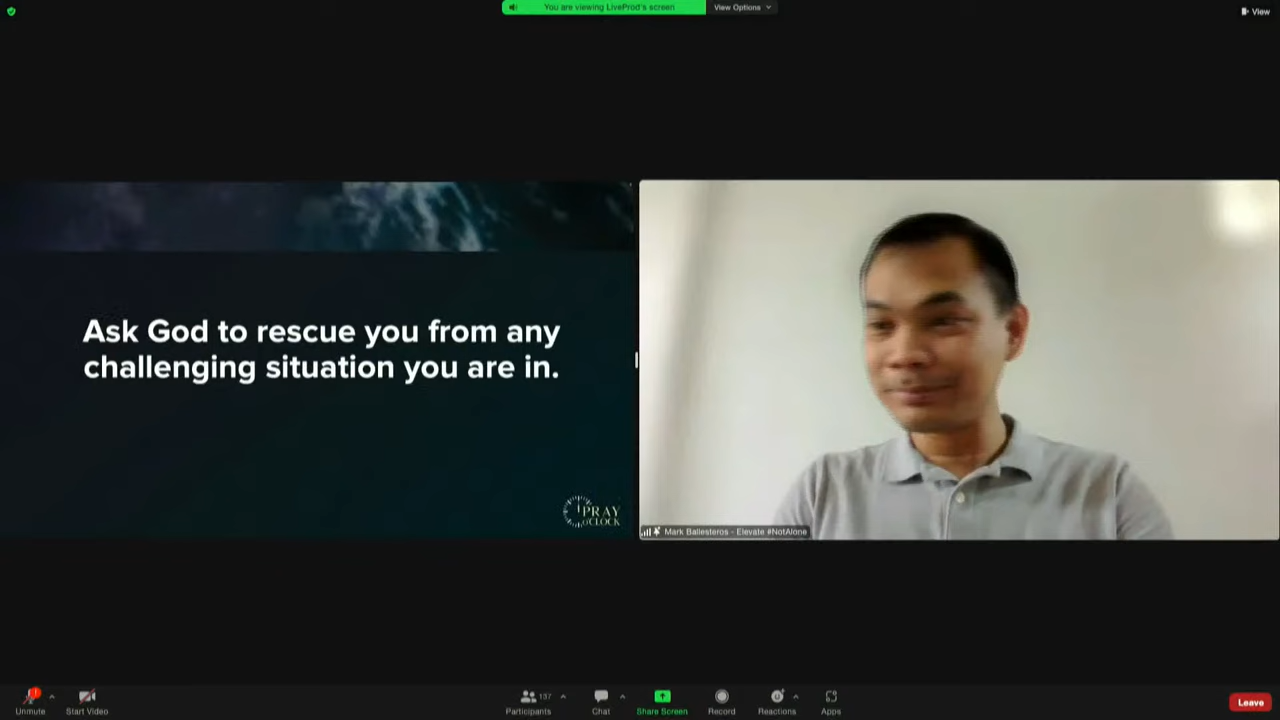 You are viewing LiveProd's screen
View Options
View
Ask God to rescue you from any
challenging situation you are in.
PRAY
O'CLOCK
Mark Ballesteros - Elevate #NotAlone
Unmute
Start Video
137
Participants
Chat
Share Screen
Record
Reactions
Apps
Leave